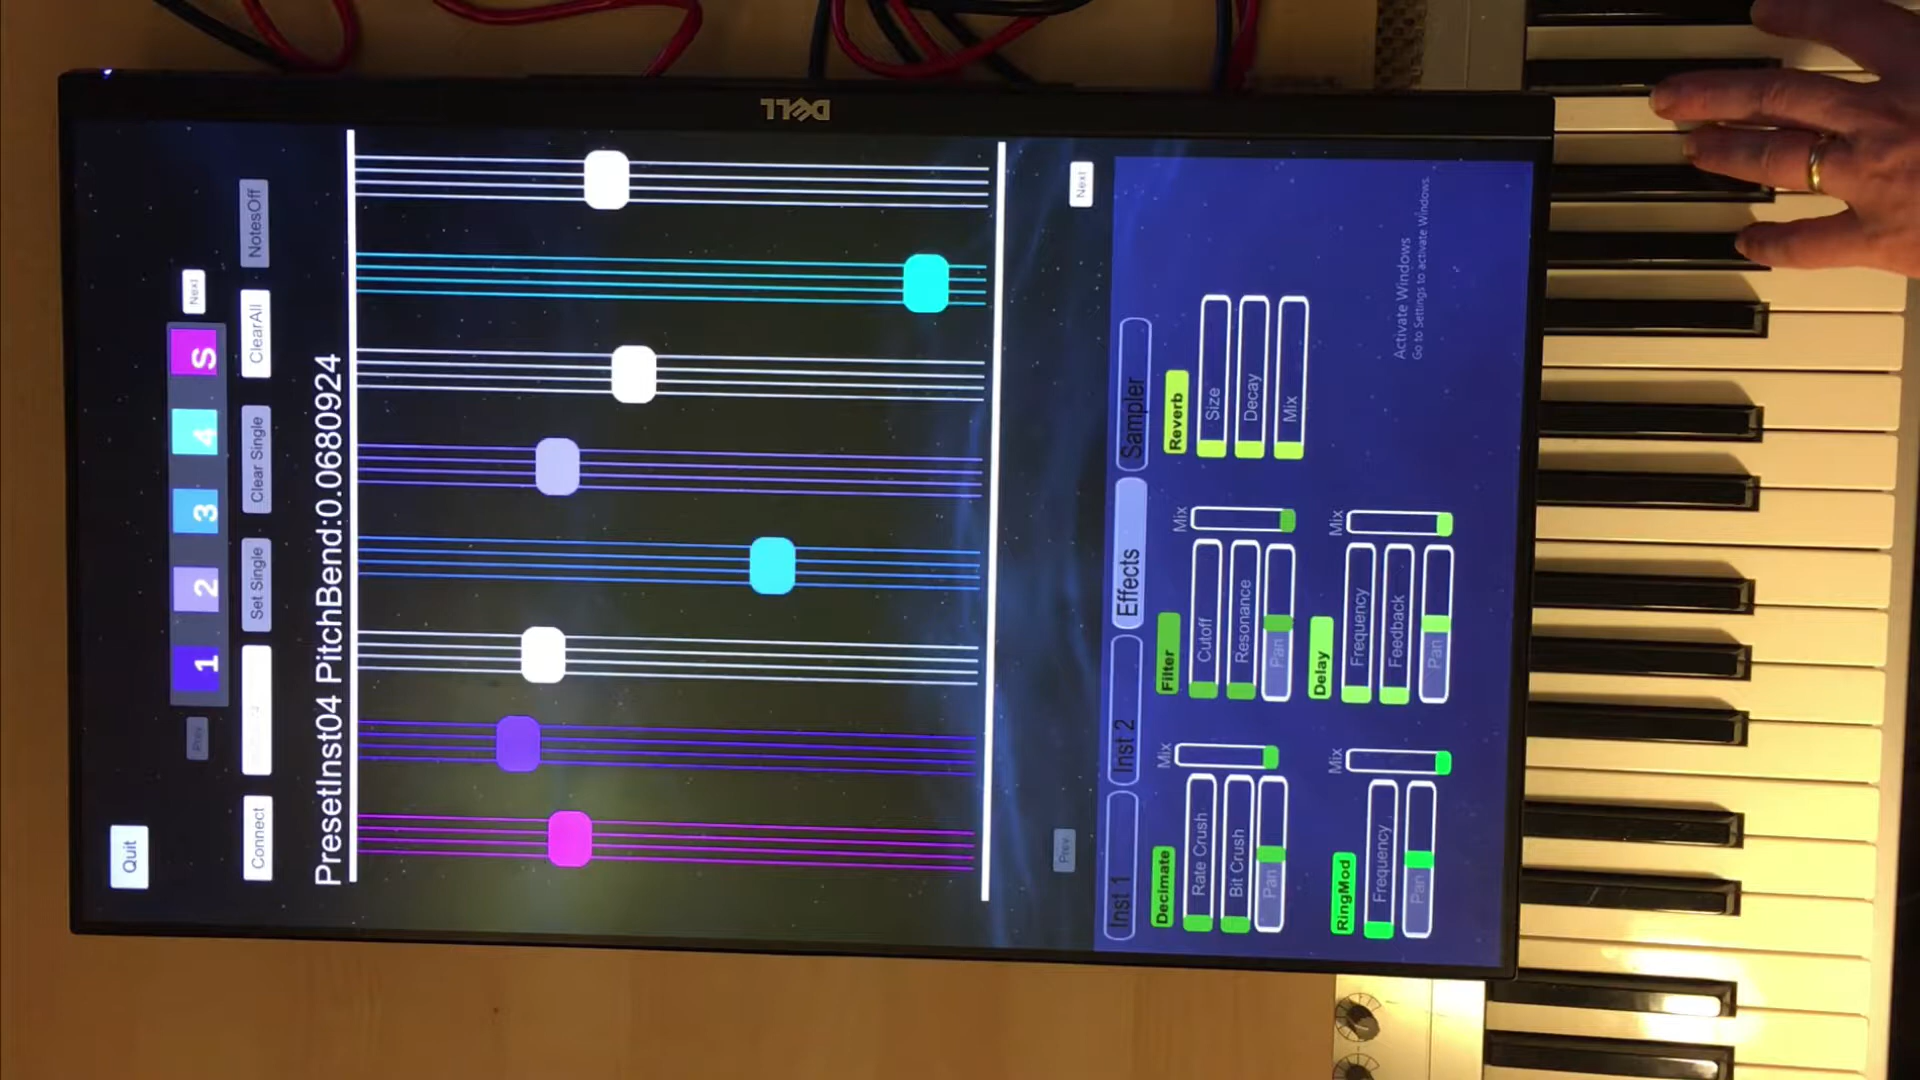 DELL
Quit
Prev
1
2
3
4
S
Next
Connect
Set Single
Clear Single
ClearAll
NotesOff
PresetInst04 PitchBend:0.0680924
Prev
Next
Inst 1
Inst 2
Effects
Sampler
Decimate
Mix
Rate Crush
Bit Crush
Pan
Filter
Mix
Cutoff
Resonance
Pan
Reverb
Size
Decay
Mix
RingMod
Mix
Frequency
Pan
Delay
Mix
Frequency
Feedback
Pan
Activate Windows
Go to Settings to activate Windows.